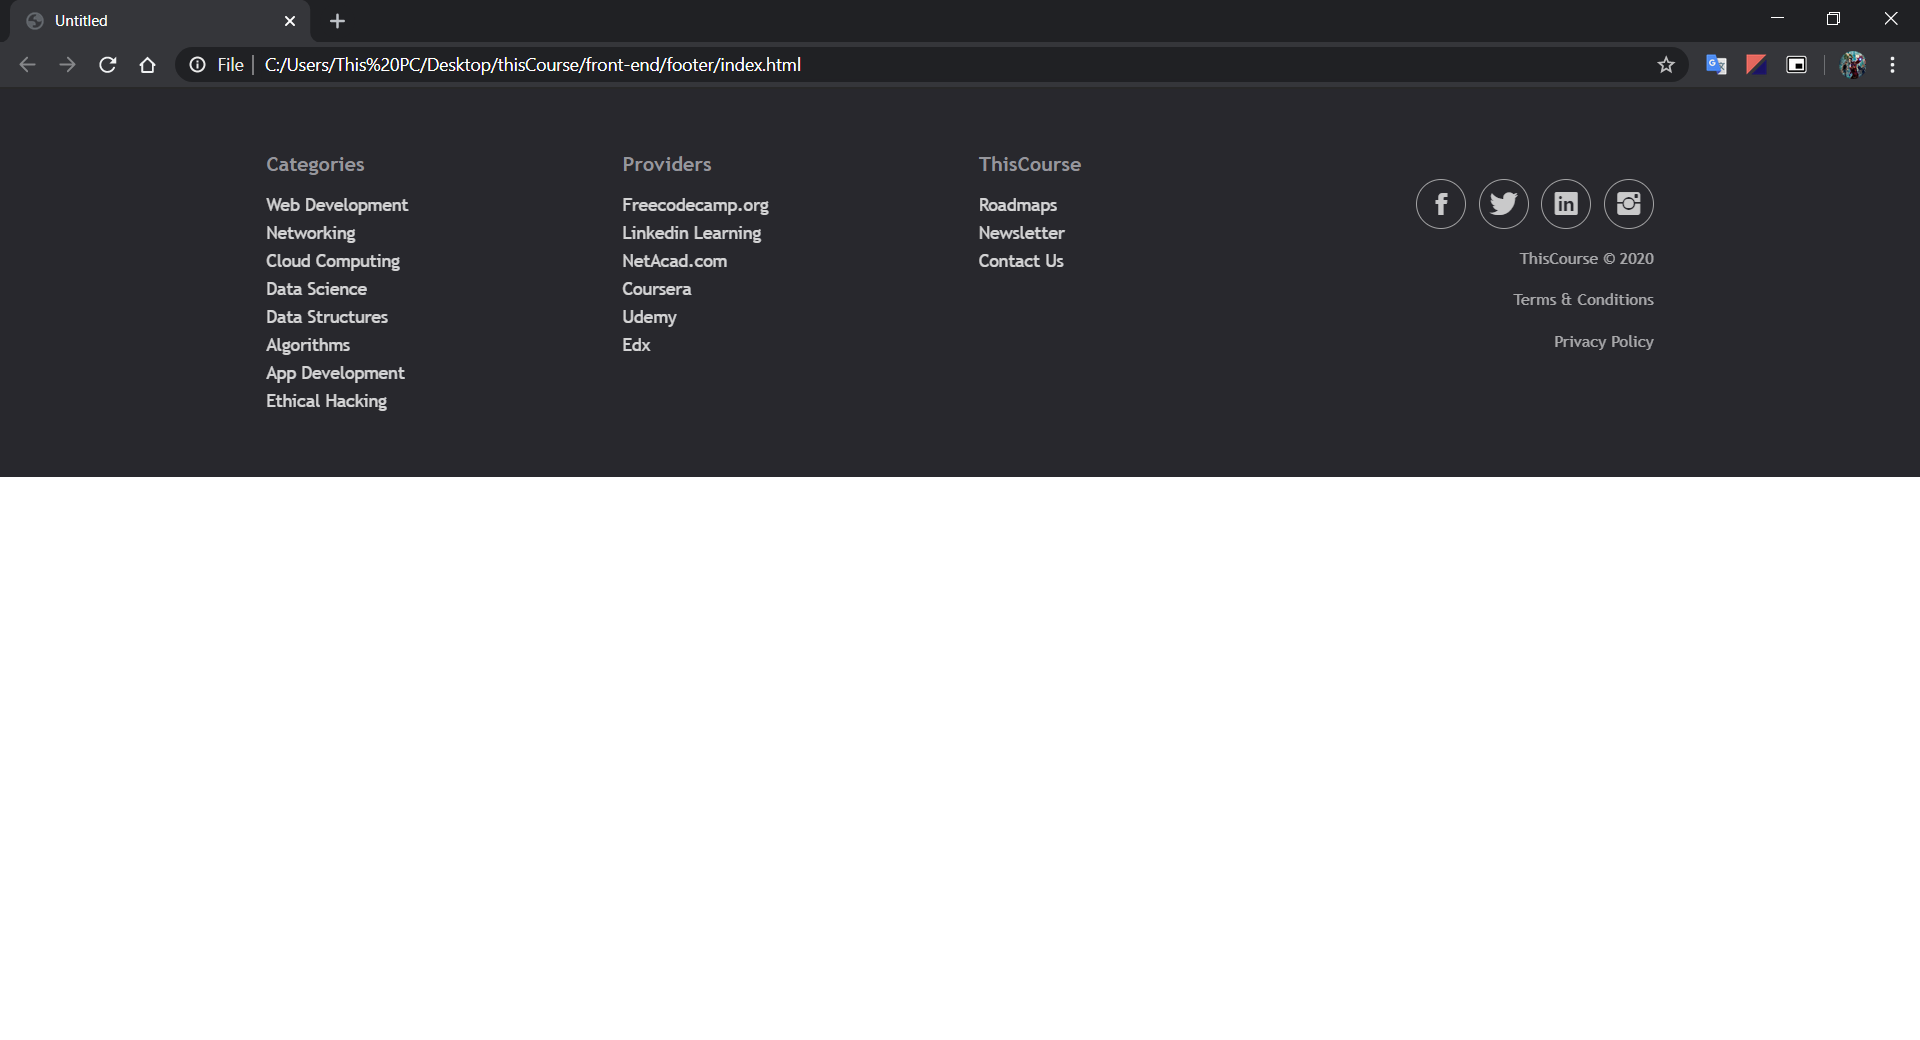 Untitled
File
C:/Users/This%20PC/Desktop/thisCourse/front-end/footer/index.html
Categories
Web Development
Networking
Cloud Computing
Data Science
Data Structures
Algorithms
App Development
Ethical Hacking
Providers
Freecodecamp.org
Linkedin Learning
NetAcad.com
Coursera
Udemy
Edx
ThisCourse
Roadmaps
Newsletter
Contact Us
ThisCourse © 2020
Terms & Conditions
Privacy Policy